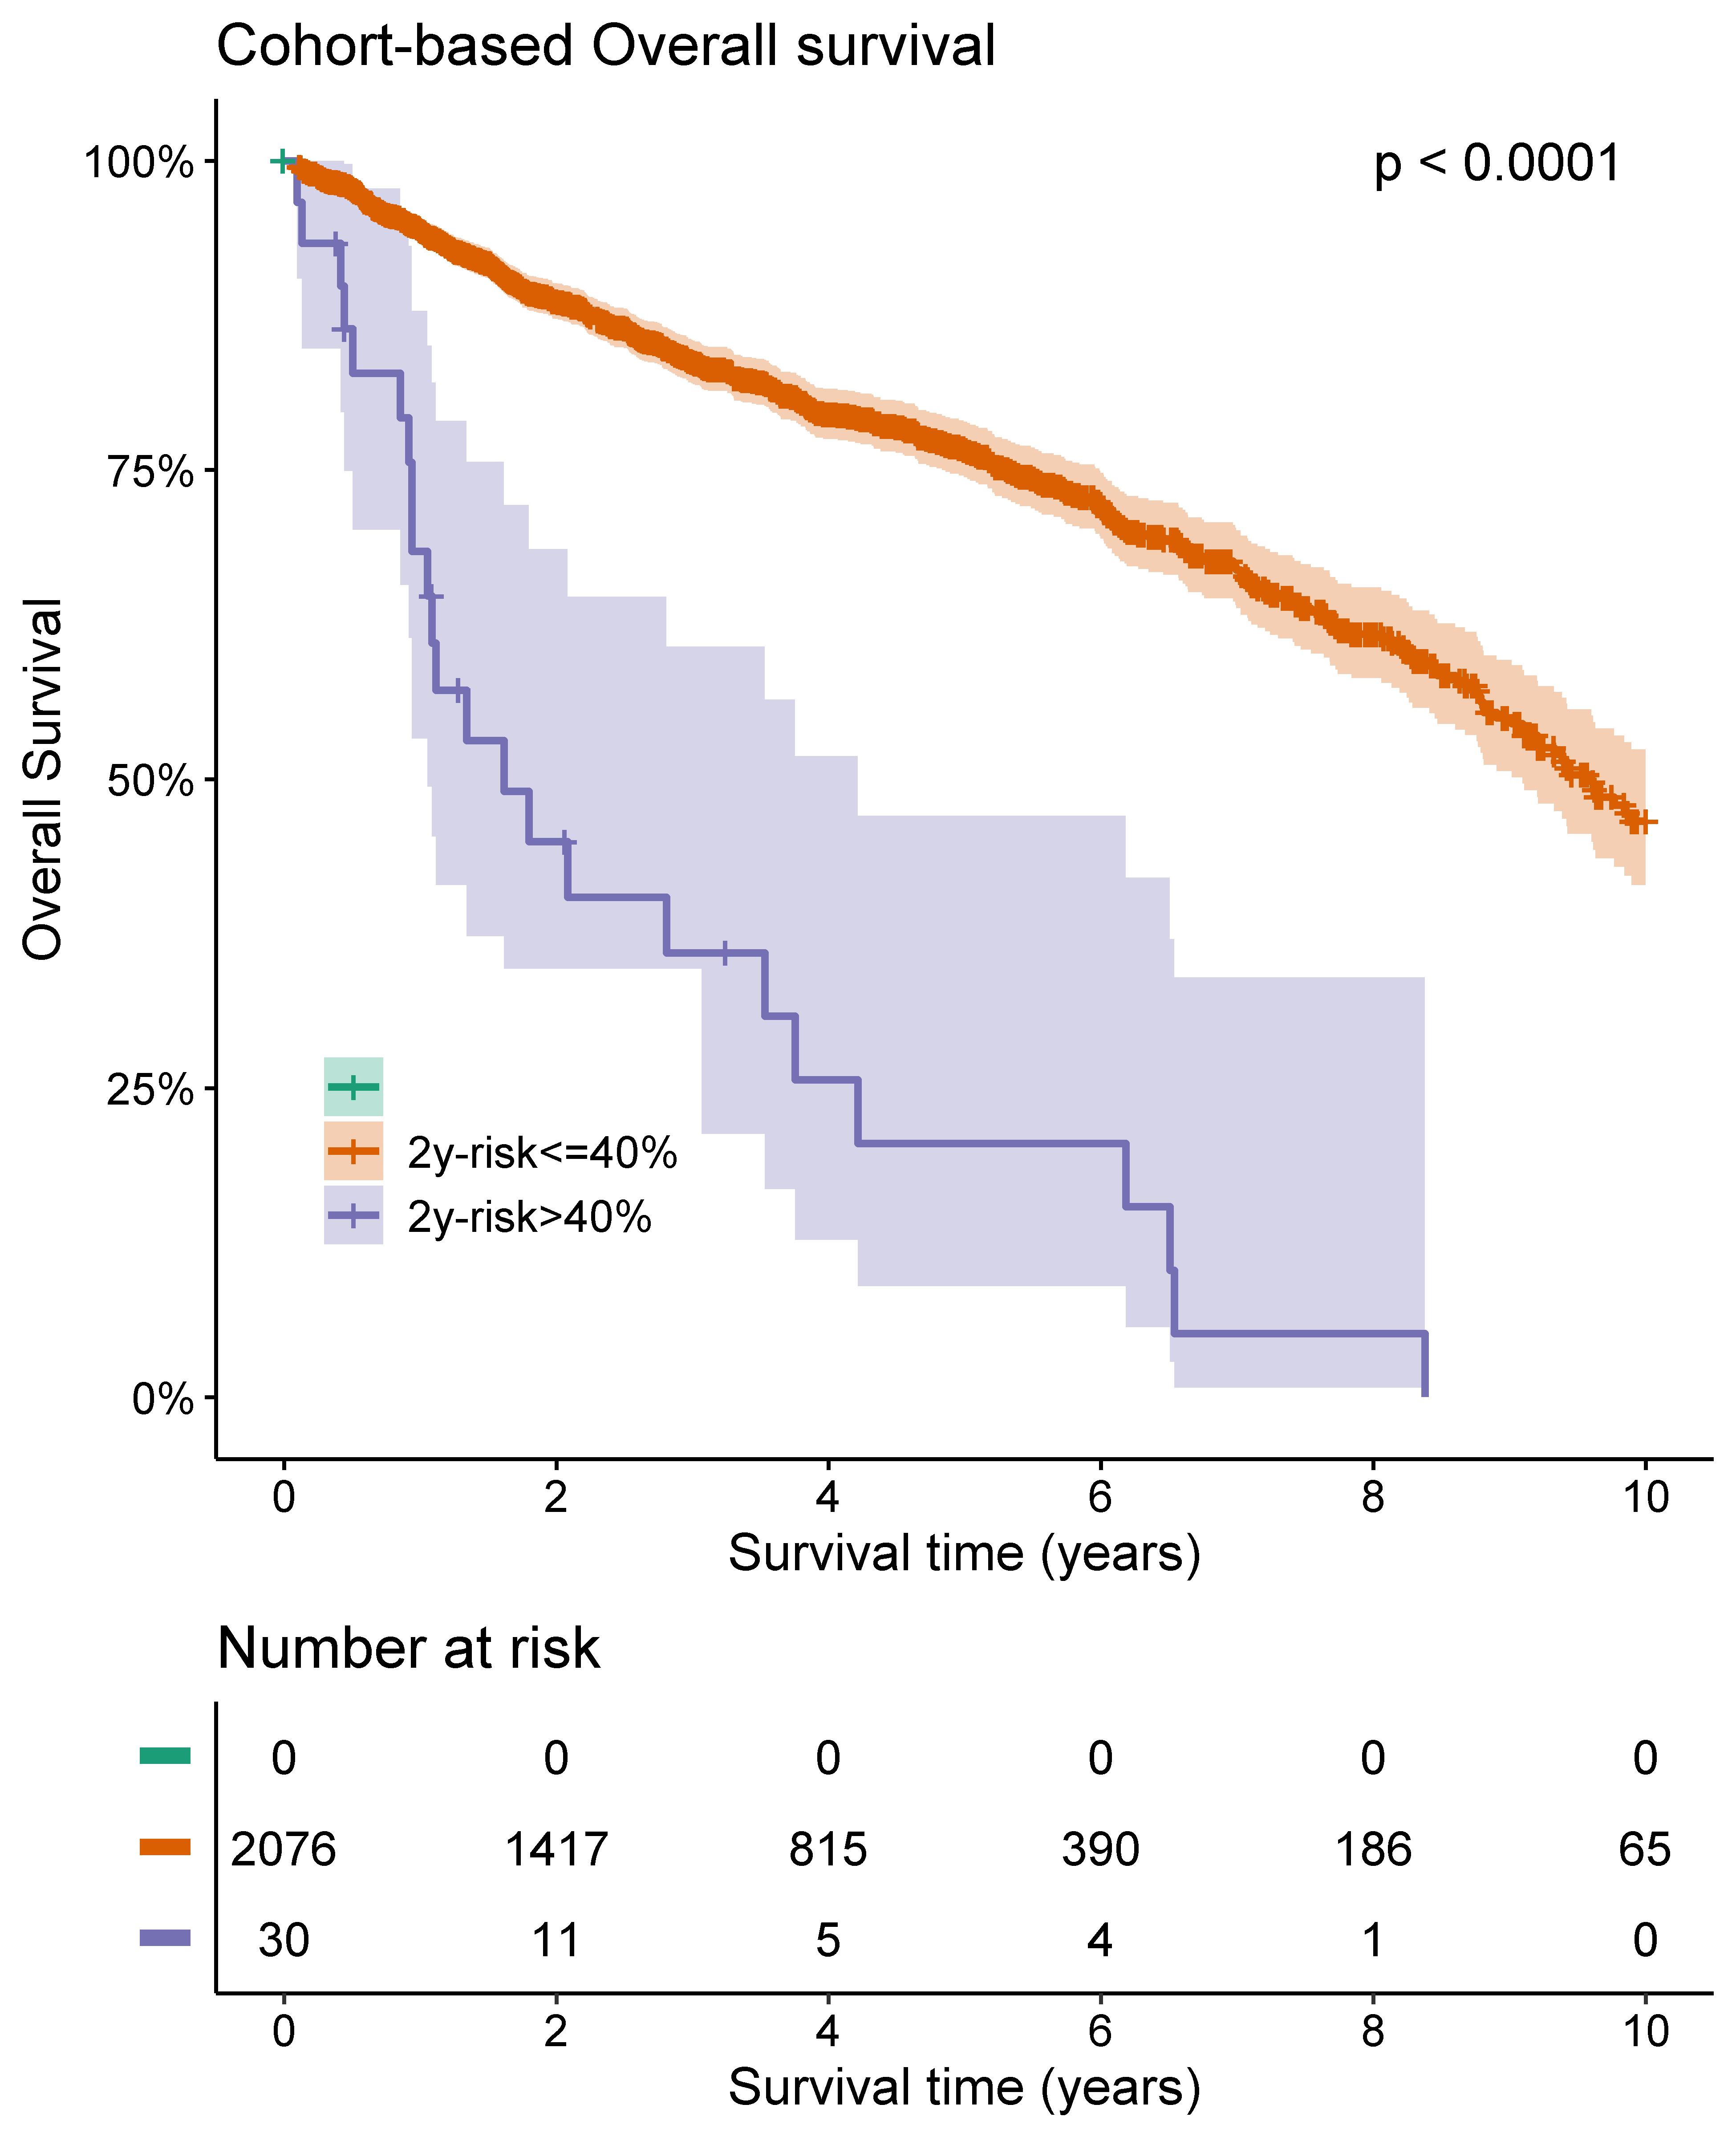 Cohort-based Overall survival
p < 0.0001
100%
75%
50%
25%
0%
Overall Survival
2y-risk<=40%
2y-risk>40%
0 2 4 6 8 10
Survival time (years)
Number at risk
0 0 0 0 0 0
2076 1417 815 390 186 65
30 11 5 4 1 0
0 2 4 6 8 10
Survival time (years)